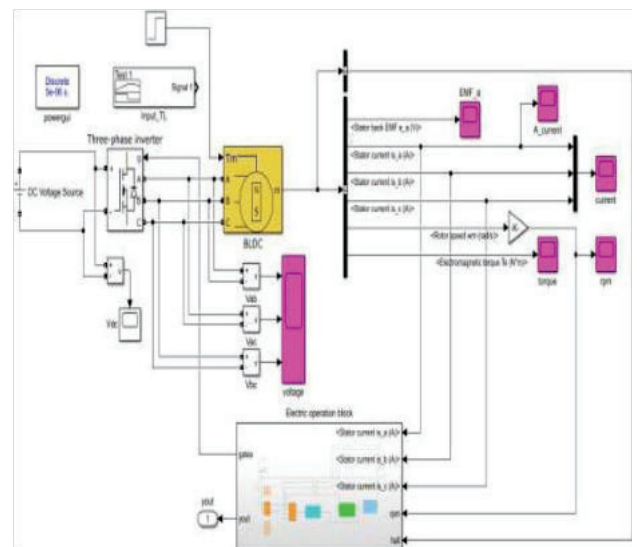 Discrete
5e-06 s.
powergui
Test 1
Signal 1
Input_TL
Three-phase inverter
DC Voltage Source
g
+
-
A
B
C
Tm
A
B
C
m
N
S
BLDC
+
-
v
Vdc
+
-
v
Vab
+
-
v
Vac
+
-
v
Vbc
voltage
EMF_a
A_current
<Stator back EMF e_a (V)>
<Stator current is_a (A)>
<Stator current is_b (A)>
<Stator current is_c (A)>
current
<Rotor speed wm (rad/s)>
-K-
<Electromagnetic torque Te (N*m)>
torque
rpm
Electric operation block
<Stator current is_a (A)>
gates
<Stator current is_b (A)>
<Stator current is_c (A)>
rpm
yout
1
yout
hall